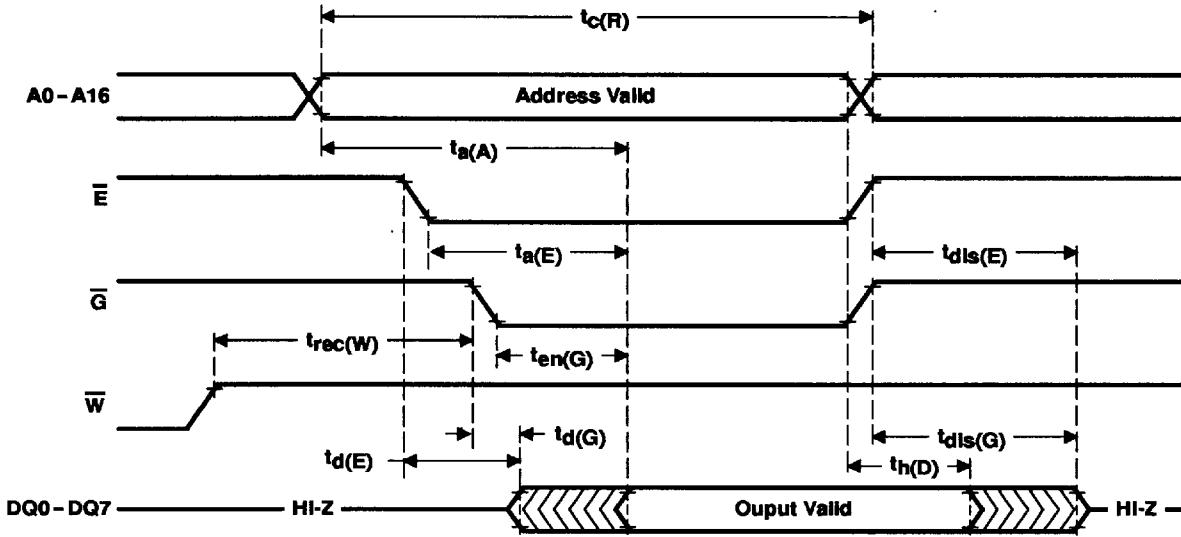 tc(R)
A0–A16 Address Valid
ta(A)
E
ta(E) tdis(E)
G
trec(W) ten(G)
W
td(G) tdis(G)
td(E) th(D)
DQ0–DQ7 HI-Z Ouput Valid HI-Z